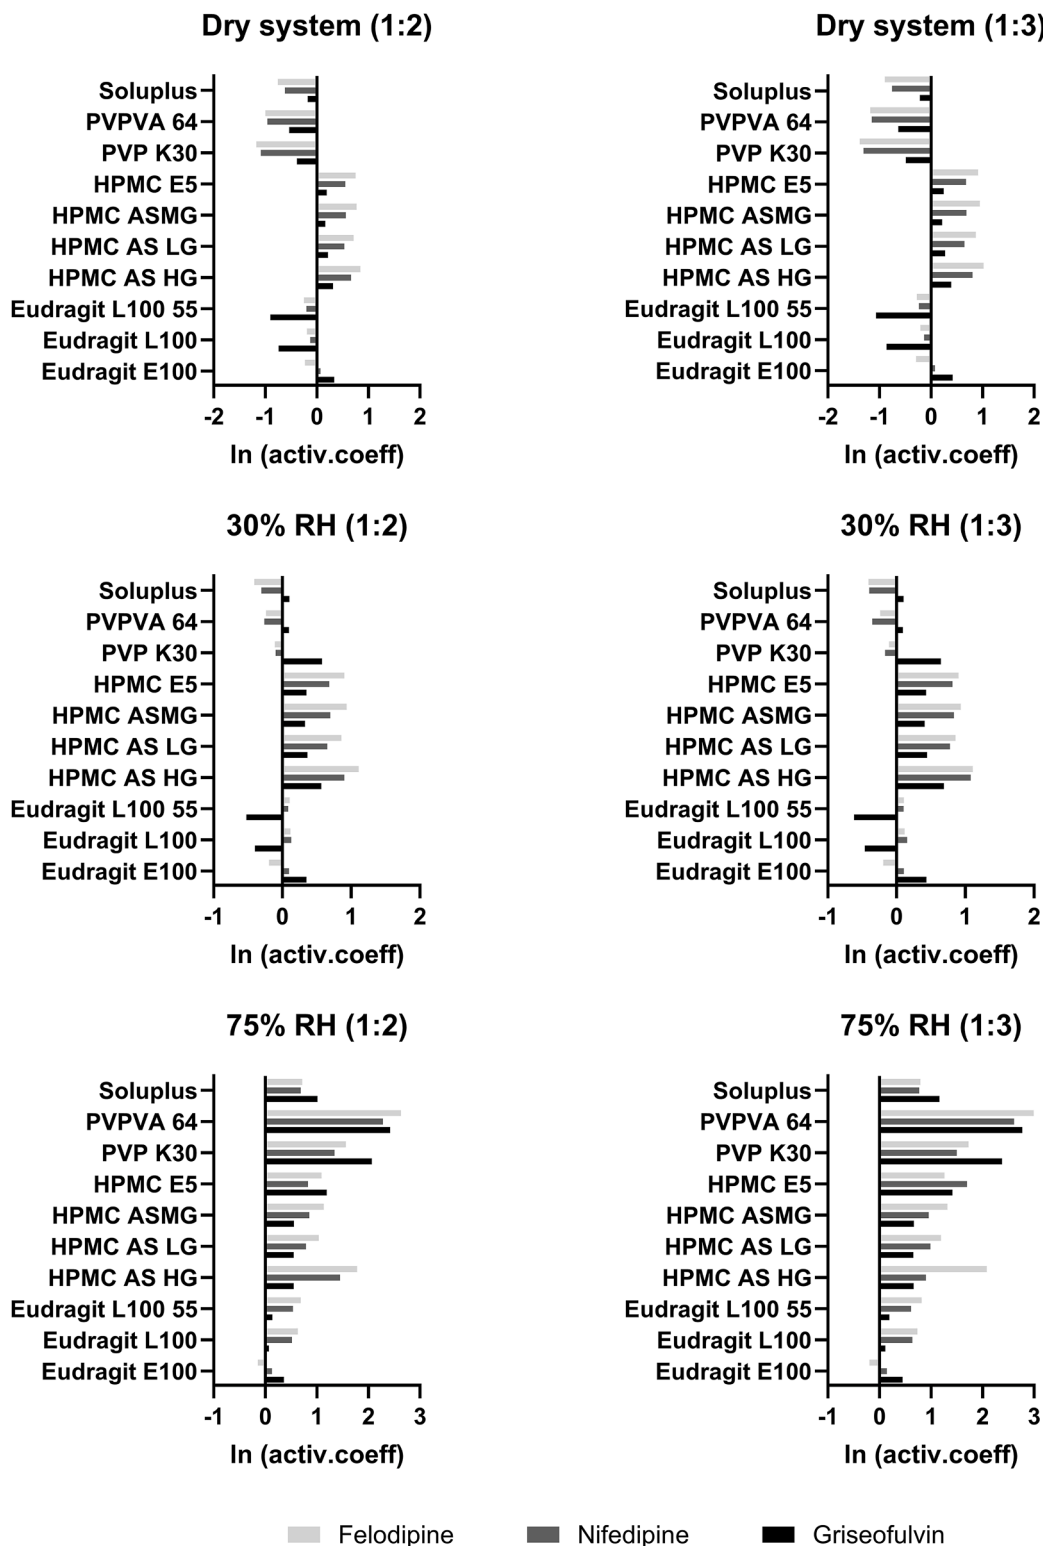 Dry system (1:2)
Soluplus
PVPVA 64
PVP K30
HPMC E5
HPMC ASMG
HPMC AS LG
HPMC AS HG
Eudragit L100 55
Eudragit L100
Eudragit E100
-2 -1 0 1 2
ln (activ.coeff)
Dry system (1:3)
Soluplus
PVPVA 64
PVP K30
HPMC E5
HPMC ASMG
HPMC AS LG
HPMC AS HG
Eudragit L100 55
Eudragit L100
Eudragit E100
-2 -1 0 1 2
ln (activ.coeff)
30% RH (1:2)
Soluplus
PVPVA 64
PVP K30
HPMC E5
HPMC ASMG
HPMC AS LG
HPMC AS HG
Eudragit L100 55
Eudragit L100
Eudragit E100
-1 0 1 2
ln (activ.coeff)
30% RH (1:3)
Soluplus
PVPVA 64
PVP K30
HPMC E5
HPMC ASMG
HPMC AS LG
HPMC AS HG
Eudragit L100 55
Eudragit L100
Eudragit E100
-1 0 1 2
ln (activ.coeff)
75% RH (1:2)
Soluplus
PVPVA 64
PVP K30
HPMC E5
HPMC ASMG
HPMC AS LG
HPMC AS HG
Eudragit L100 55
Eudragit L100
Eudragit E100
-1 0 1 2 3
ln (activ.coeff)
75% RH (1:3)
Soluplus
PVPVA 64
PVP K30
HPMC E5
HPMC ASMG
HPMC AS LG
HPMC AS HG
Eudragit L100 55
Eudragit L100
Eudragit E100
-1 0 1 2 3
ln (activ.coeff)
Felodipine Nifedipine Griseofulvin